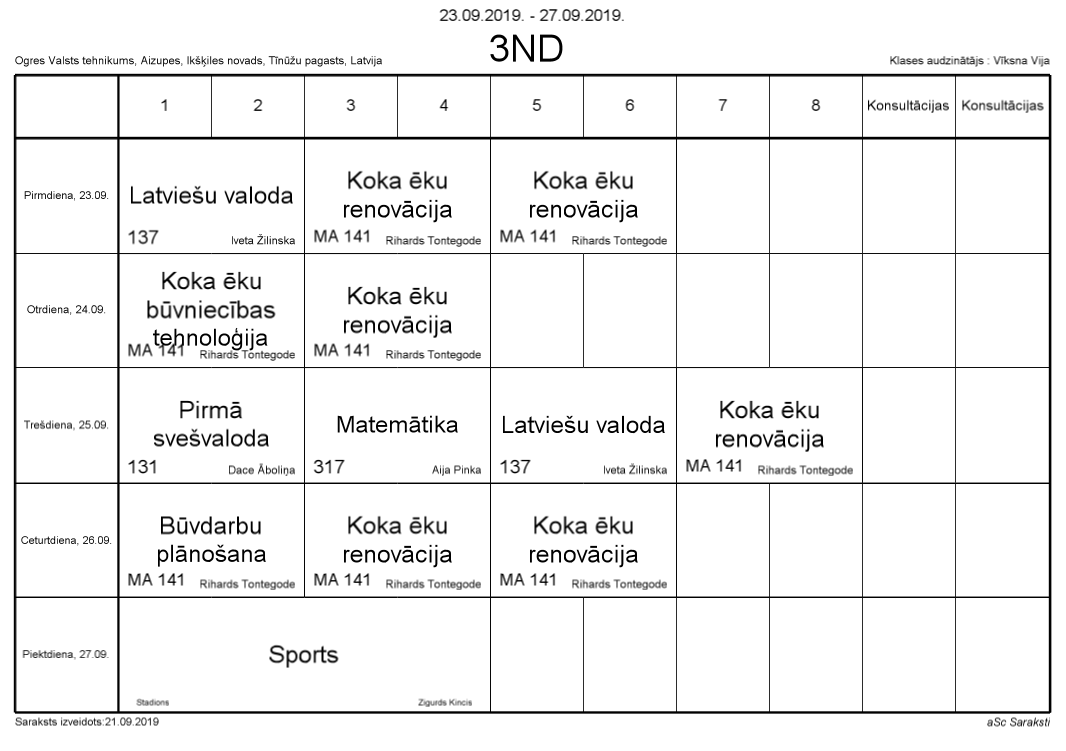 23.09.2019. - 27.09.2019.
3ND
Ogres Valsts tehnikums, Aizupes, Ikšķiles novads, Tīnūžu pagasts, Latvija
Klases audzinātājs : Vīksna Vija
1 2 3 4 5 6 7 8 Konsultācijas Konsultācijas
Pirmdiena, 23.09.
Latviešu valoda
137 Iveta Žilinska
Koka ēku
renovācija
MA 141 Rihards Tontegode
Koka ēku
renovācija
MA 141 Rihards Tontegode
Otrdiena, 24.09.
Koka ēku
būvniecības
tehnoloģija
MA 141 Rihards Tontegode
Koka ēku
renovācija
MA 141 Rihards Tontegode
Trešdiena, 25.09.
Pirmā
svešvaloda
131 Dace Āboliņa
Matemātika
317 Aija Pinka
Latviešu valoda
137 Iveta Žilinska
Koka ēku
renovācija
MA 141 Rihards Tontegode
Ceturtdiena, 26.09.
Būvdarbu
plānošana
MA 141 Rihards Tontegode
Koka ēku
renovācija
MA 141 Rihards Tontegode
Koka ēku
renovācija
MA 141 Rihards Tontegode
Piektdiena, 27.09.
Sports
Stadions Zigurds Kincis
Saraksts izveidots:21.09.2019
aSc Saraksti